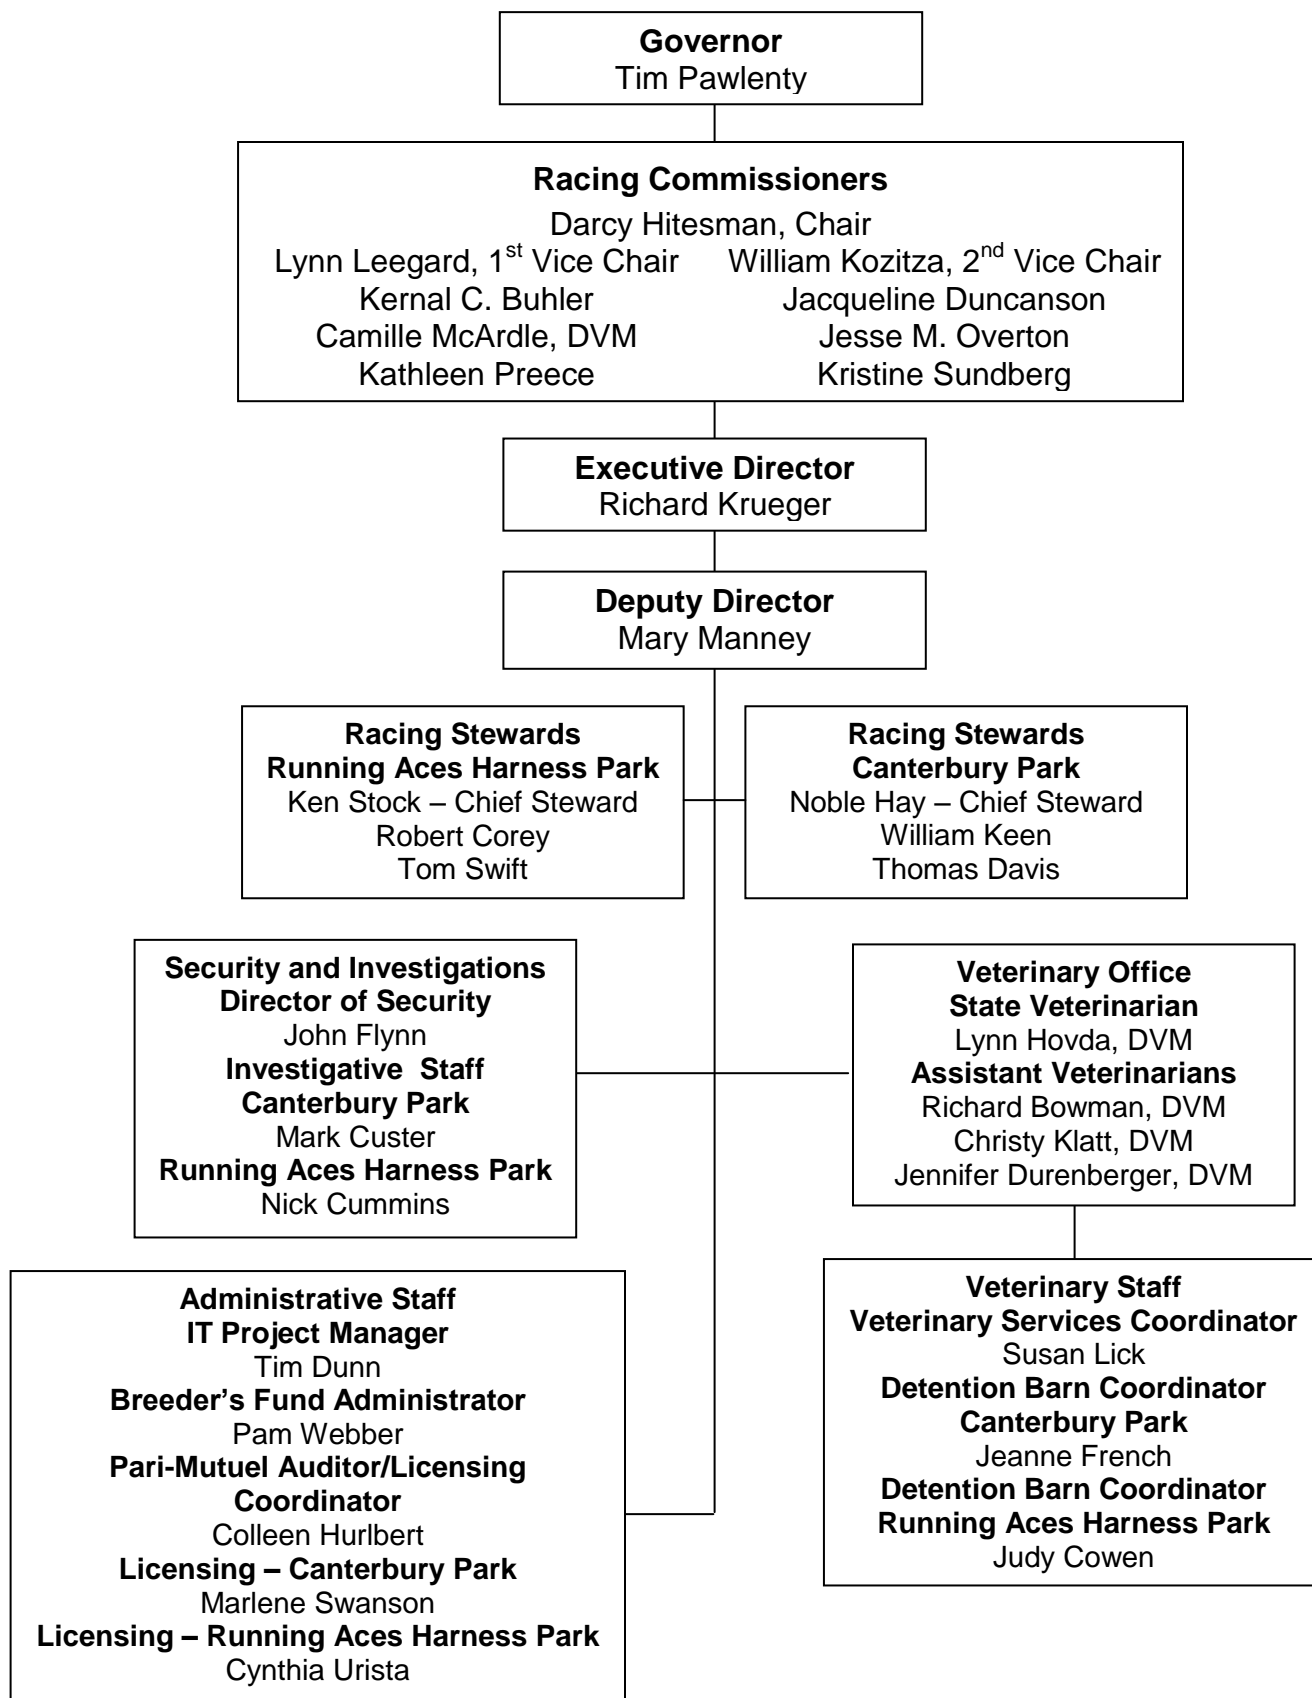 Governor
Tim Pawlenty
Racing Commissioners
Darcy Hitesman, Chair
Lynn Leegard, 1st Vice Chair William Kozitza, 2nd Vice Chair
Kernal C. Buhler Jacqueline Duncanson
Camille McArdle, DVM Jesse M. Overton
Kathleen Preece Kristine Sundberg
Executive Director
Richard Krueger
Deputy Director
Mary Manney
Racing Stewards
Running Aces Harness Park
Ken Stock – Chief Steward
Robert Corey
Tom Swift
Racing Stewards
Canterbury Park
Noble Hay – Chief Steward
William Keen
Thomas Davis
Security and Investigations
Director of Security
John Flynn
Investigative Staff
Canterbury Park
Mark Custer
Running Aces Harness Park
Nick Cummins
Veterinary Office
State Veterinarian
Lynn Hovda, DVM
Assistant Veterinarians
Richard Bowman, DVM
Christy Klatt, DVM
Jennifer Durenberger, DVM
Administrative Staff
IT Project Manager
Tim Dunn
Breeder’s Fund Administrator
Pam Webber
Pari-Mutuel Auditor/Licensing
Coordinator
Colleen Hurlbert
Licensing – Canterbury Park
Marlene Swanson
Licensing – Running Aces Harness Park
Cynthia Urista
Veterinary Staff
Veterinary Services Coordinator
Susan Lick
Detention Barn Coordinator
Canterbury Park
Jeanne French
Detention Barn Coordinator
Running Aces Harness Park
Judy Cowen